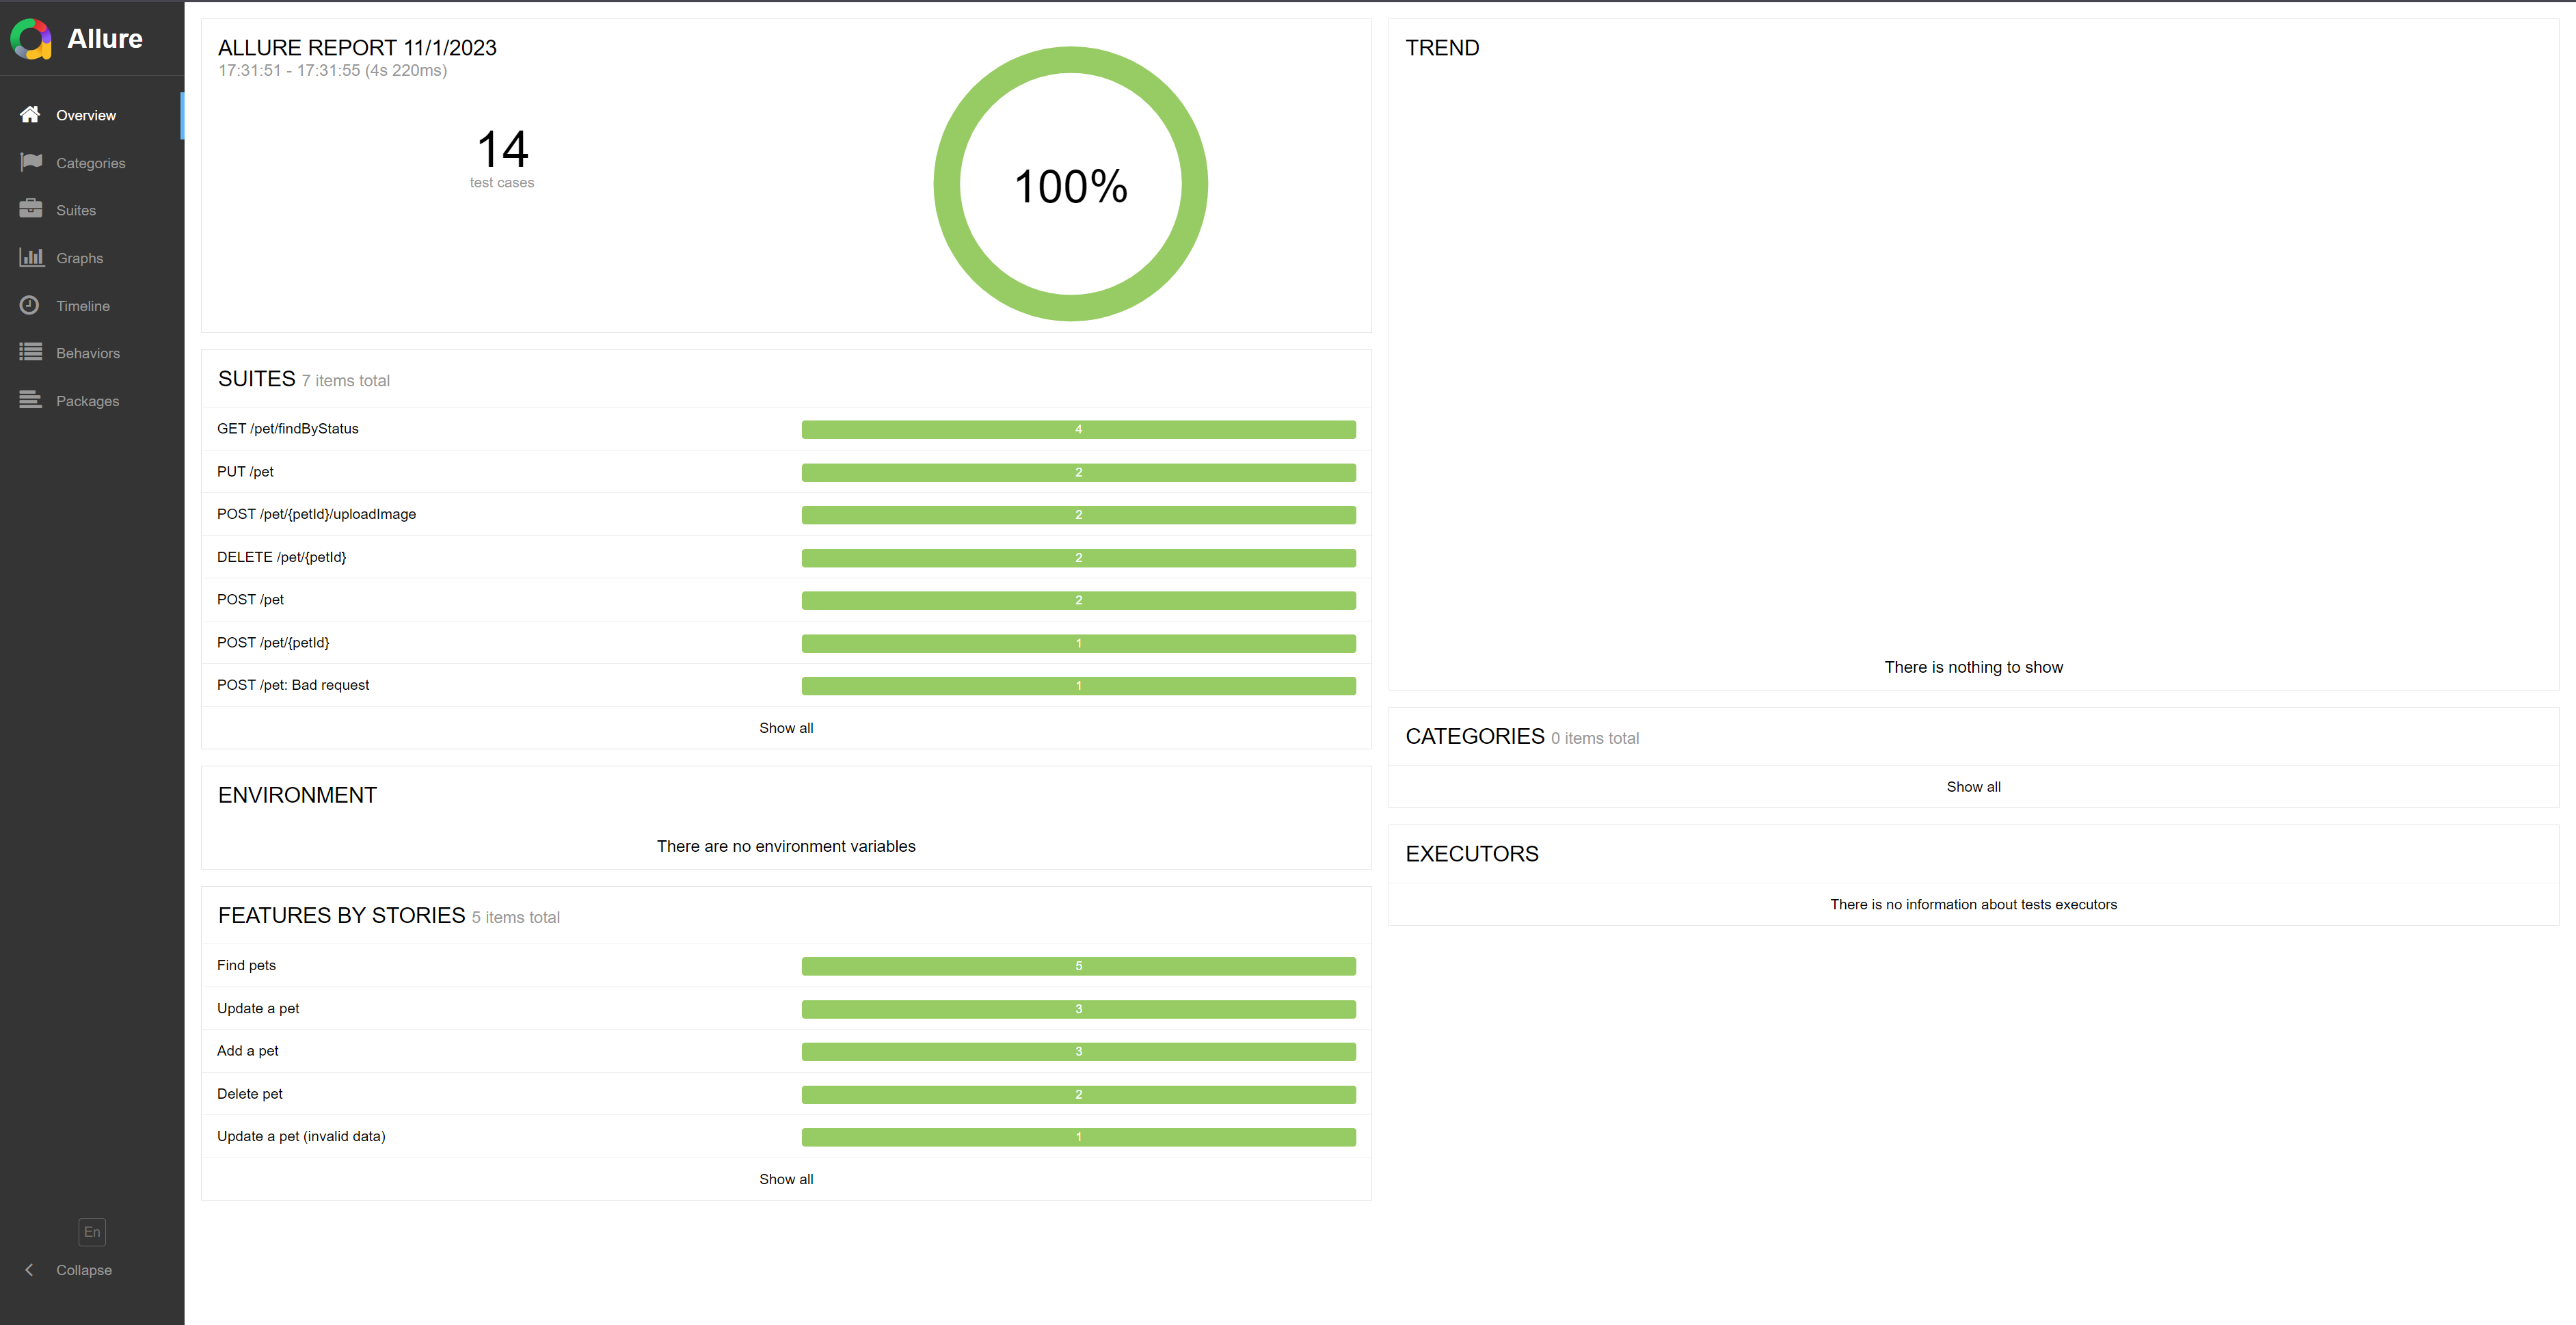 Allure
Overview
Categories
Suites
Graphs
Timeline
Behaviors
Packages
En
Collapse
ALLURE REPORT 11/1/2023
17:31:51 - 17:31:55 (4s 220ms)
14
test cases
100%
SUITES 7 items total
GET /pet/findByStatus 4
PUT /pet 2
POST /pet/{petId}/uploadImage 2
DELETE /pet/{petId} 2
POST /pet 2
POST /pet/{petId} 1
POST /pet: Bad request 1
Show all
ENVIRONMENT
There are no environment variables
FEATURES BY STORIES 5 items total
Find pets 5
Update a pet 3
Add a pet 3
Delete pet 2
Update a pet (invalid data) 1
Show all
TREND
There is nothing to show
CATEGORIES 0 items total
Show all
EXECUTORS
There is no information about tests executors